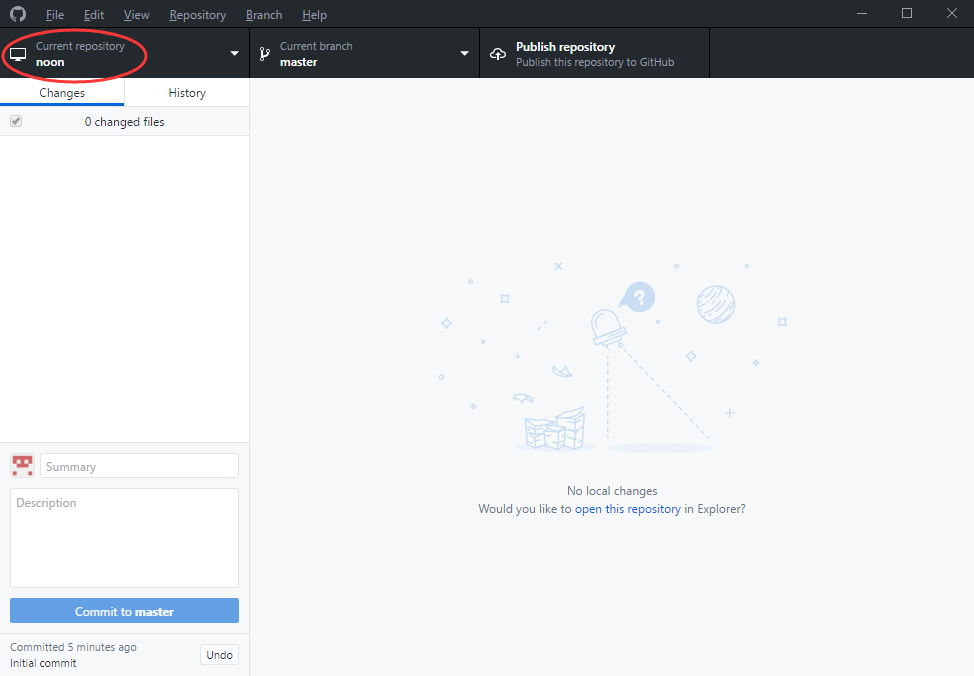 File Edit View Repository Branch Help
Current repository
noon
Current branch
master
Publish repository
Publish this repository to GitHub
Changes History
0 changed files
?
No local changes
Would you like to open this repository in Explorer?
Summary
Description
Commit to master
Committed 5 minutes ago
Initial commit
Undo